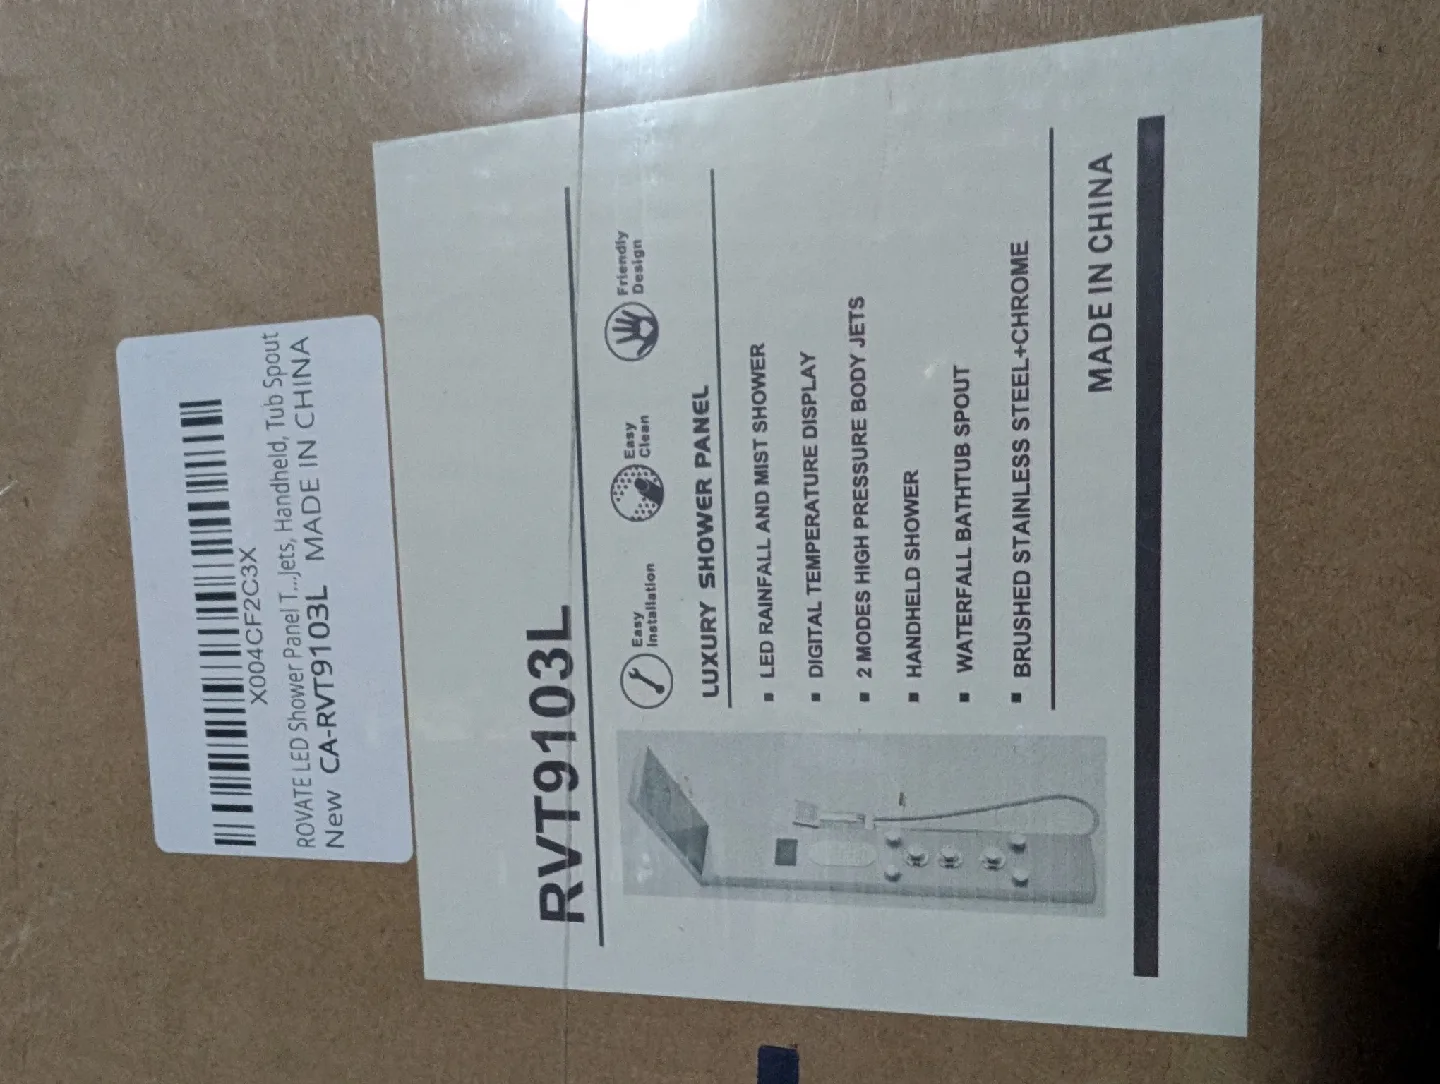 X004CF2C3X
ROVATE LED Shower Panel T...Jets, Handheld, Tub Spout
New CA-RVT9103L MADE IN CHINA
RVT9103L
Easy
Installation
Easy
Clean
Friendly
Design
LUXURY SHOWER PANEL
▪ LED RAINFALL AND MIST SHOWER
▪ DIGITAL TEMPERATURE DISPLAY
▪ 2 MODES HIGH PRESSURE BODY JETS
▪ HANDHELD SHOWER
▪ WATERFALL BATHTUB SPOUT
▪ BRUSHED STAINLESS STEEL+CHROME
MADE IN CHINA